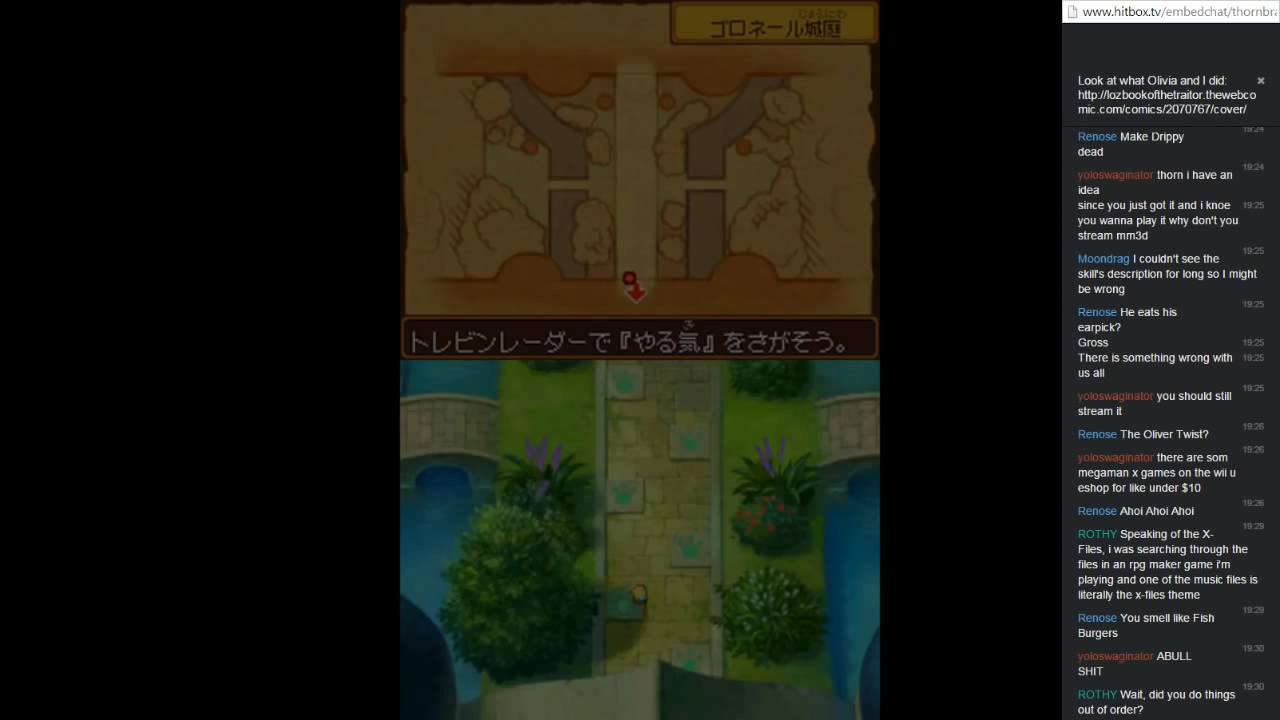 じょうにわ
ゴロネール城庭
き
トレビンレーダーで『やる気』をさがそう。
www.hitbox.tv/embedchat/thornbra
Look at what Olivia and I did:
http://lozbookofthetraitor.thewebco
mic.com/comics/2070767/cover/
Renose Make Drippy 19:24
dead
yoloswaginator thorn i have an 19:24
idea
since you just got it and i knoe 19:25
you wanna play it why don't you
stream mm3d
Moondrag I couldn't see the 19:25
skill's description for long so I might
be wrong
Renose He eats his 19:25
earpick?
Gross 19:25
There is something wrong with 19:25
us all
yoloswaginator you should still 19:25
stream it
Renose The Oliver Twist? 19:26
yoloswaginator there are som 19:26
megaman x games on the wii u
eshop for like under $10
Renose Ahoi Ahoi Ahoi 19:26
ROTHY Speaking of the X- 19:29
Files, i was searching through the
files in an rpg maker game i'm
playing and one of the music files is
literally the x-files theme
Renose You smell like Fish 19:29
Burgers
yoloswaginator ABULL 19:30
SHIT
ROTHY Wait, did you do things 19:30
out of order?